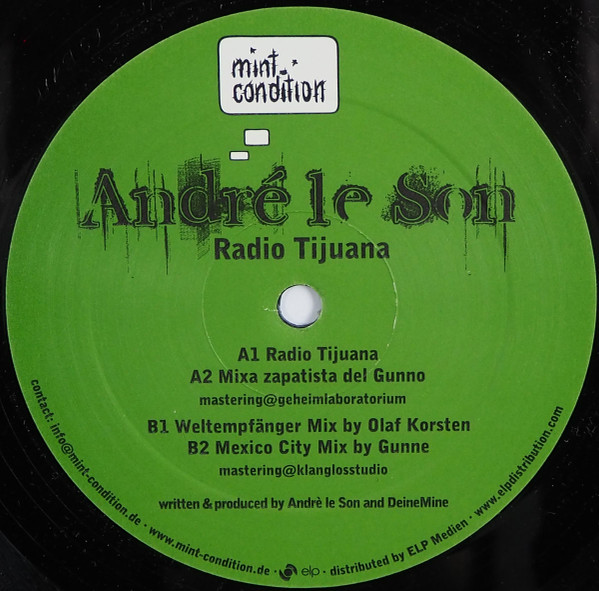 mint
condition
André le Son
Radio Tijuana
A1 Radio Tijuana
A2 Mixa zapatista del Gunno
mastering@geheimlaboratorium
B1 Weltempfänger Mix by Olaf Korsten
B2 Mexico City Mix by Gunne
mastering@klanglosstudio
written & produced by Andrè le Son and DeineMine
contact: info@mint-condition.de · www.mint-condition.de · elp · distributed by ELP Medien · www.elpdistribution.com